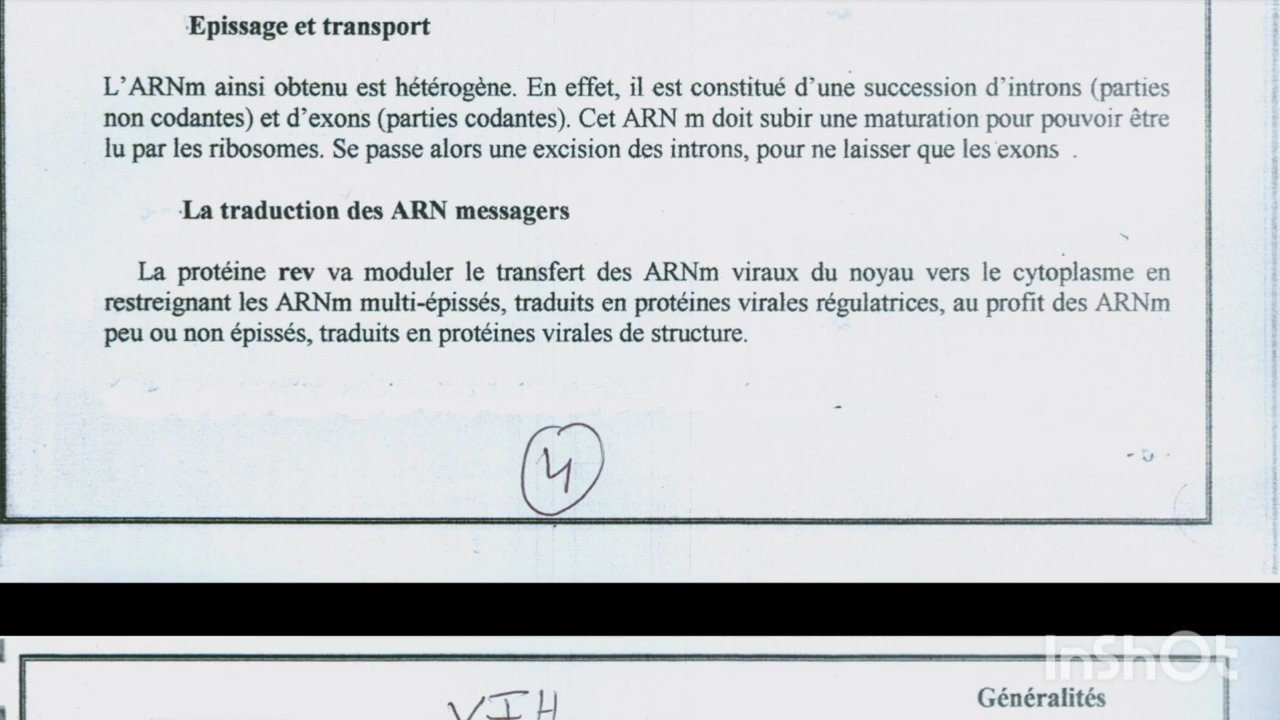 Epissage et transport
L'ARNm ainsi obtenu est hétérogène. En effet, il est constitué d'une succession d'introns (parties
non codantes) et d'exons (parties codantes). Cet ARN m doit subir une maturation pour pouvoir être
lu par les ribosomes. Se passe alors une excision des introns, pour ne laisser que les exons .
La traduction des ARN messagers
La protéine rev va moduler le transfert des ARNm viraux du noyau vers le cytoplasme en
restreignant les ARNm multi-épissés, traduits en protéines virales régulatrices, au profit des ARNm
peu ou non épissés, traduits en protéines virales de structure.
4
InShOt
VIH
Généralités